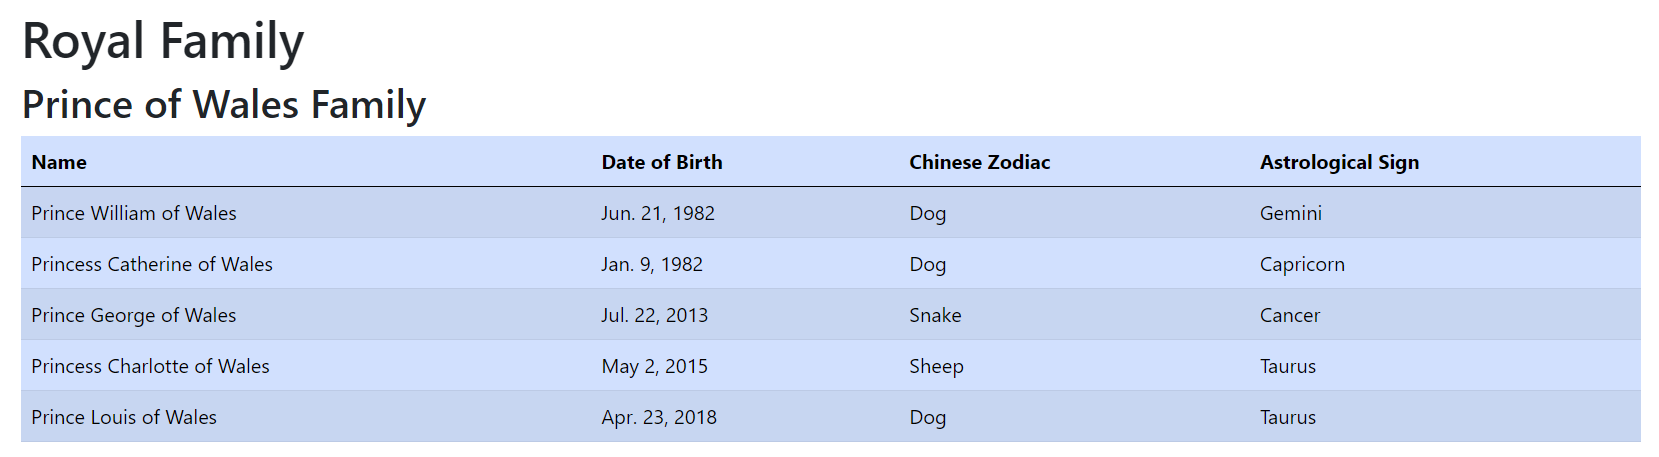 Royal Family
Prince of Wales Family
Name Date of Birth Chinese Zodiac Astrological Sign
Prince William of Wales Jun. 21, 1982 Dog Gemini
Princess Catherine of Wales Jan. 9, 1982 Dog Capricorn
Prince George of Wales Jul. 22, 2013 Snake Cancer
Princess Charlotte of Wales May 2, 2015 Sheep Taurus
Prince Louis of Wales Apr. 23, 2018 Dog Taurus